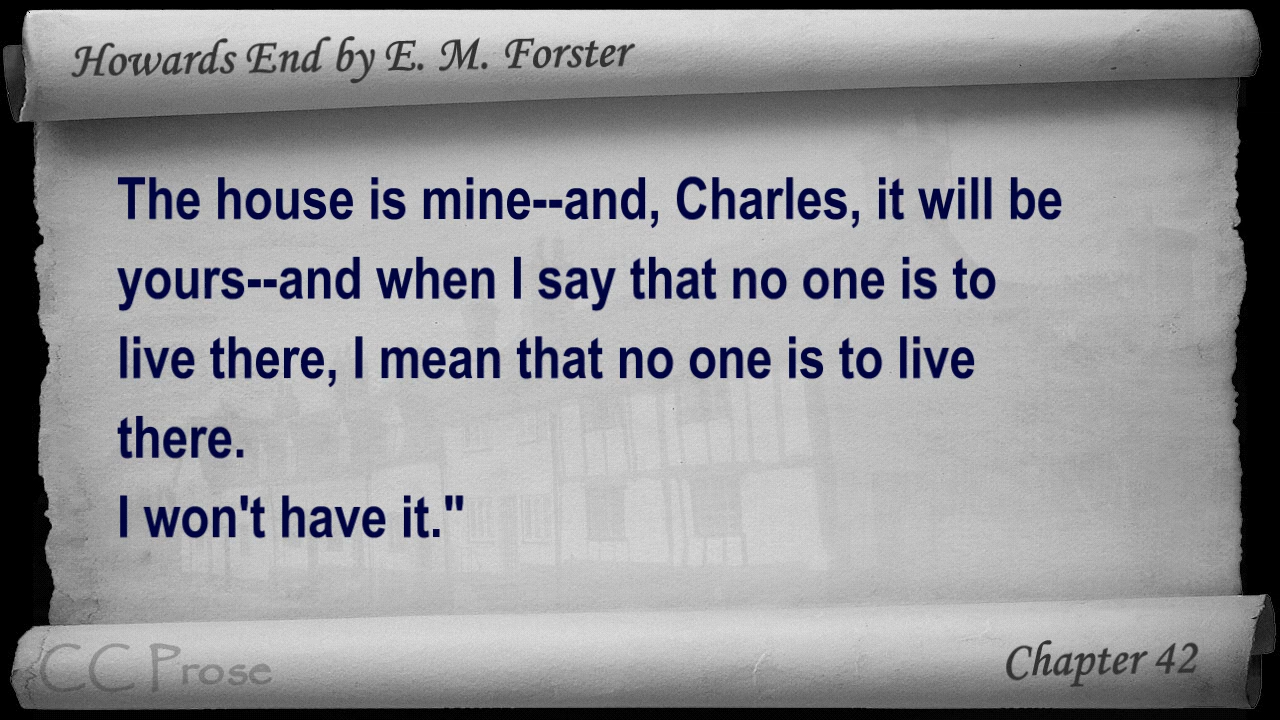 Howards End by E. M. Forster
The house is mine--and, Charles, it will be
yours--and when I say that no one is to
live there, I mean that no one is to live
there.
I won't have it."
CC Prose
Chapter 42